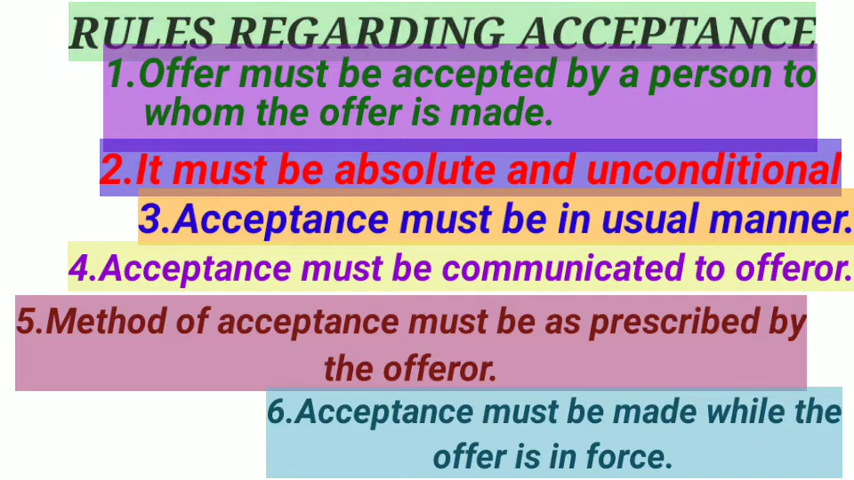 RULES REGARDING ACCEPTANCE
1.Offer must be accepted by a person to
whom the offer is made.
2.It must be absolute and unconditional
3.Acceptance must be in usual manner.
4.Acceptance must be communicated to offeror.
5.Method of acceptance must be as prescribed by
the offeror.
6.Acceptance must be made while the
offer is in force.